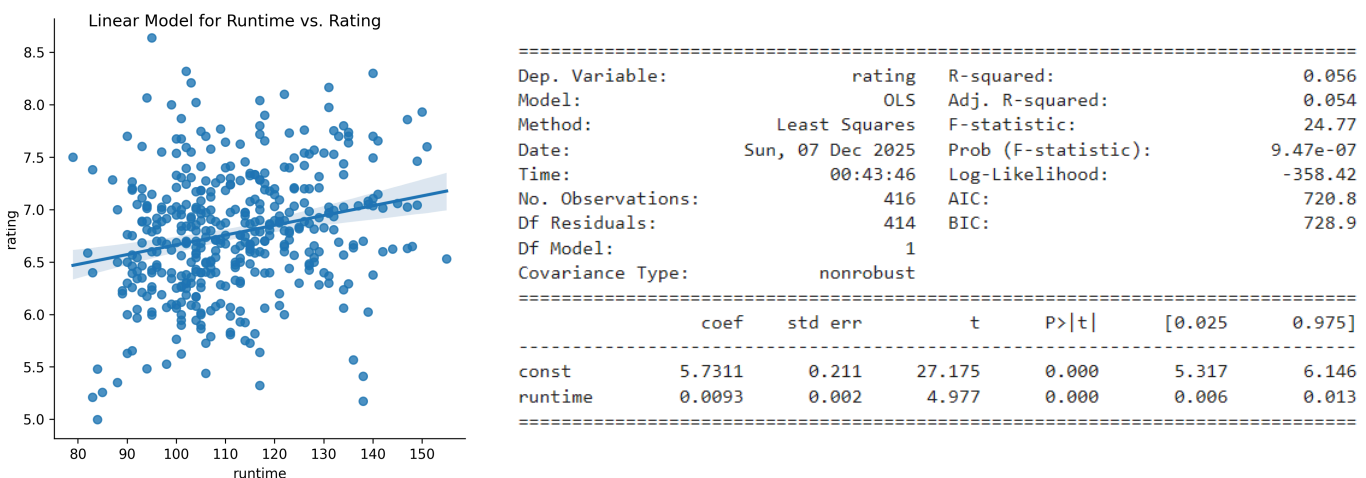 Linear Model for Runtime vs. Rating
8.5
8.0
7.5
7.0
6.5
6.0
5.5
5.0
rating
80 90 100 110 120 130 140 150
runtime
==============================================================================
Dep. Variable: rating R-squared: 0.056
Model: OLS Adj. R-squared: 0.054
Method: Least Squares F-statistic: 24.77
Date: Sun, 07 Dec 2025 Prob (F-statistic): 9.47e-07
Time: 00:43:46 Log-Likelihood: -358.42
No. Observations: 416 AIC: 720.8
Df Residuals: 414 BIC: 728.9
Df Model: 1
Covariance Type: nonrobust
==============================================================================
coef std err t P>|t| [0.025 0.975]
------------------------------------------------------------------------------
const 5.7311 0.211 27.175 0.000 5.317 6.146
runtime 0.0093 0.002 4.977 0.000 0.006 0.013
==============================================================================